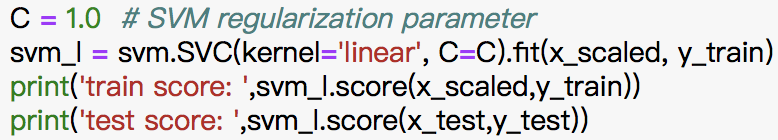 C = 1.0  # SVM regularization parameter
svm_l = svm.SVC(kernel='linear', C=C).fit(x_scaled, y_train)
print('train score: ',svm_l.score(x_scaled,y_train))
print('test score: ',svm_l.score(x_test,y_test))